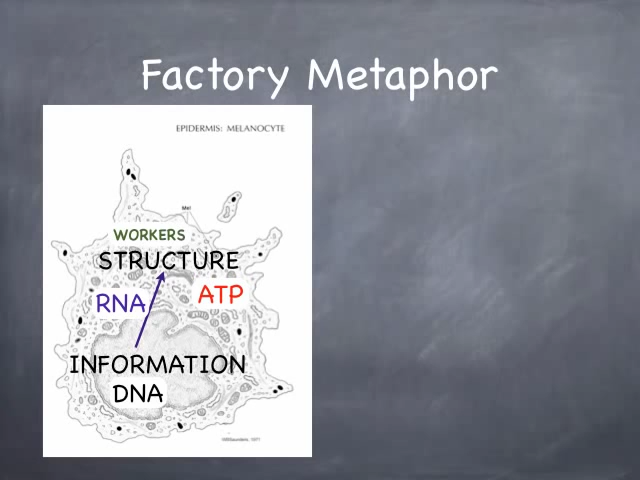 Factory Metaphor
EPIDERMIS: MELANOCYTE
Mel
WORKERS
STRUCTURE
RNA
ATP
INFORMATION
DNA